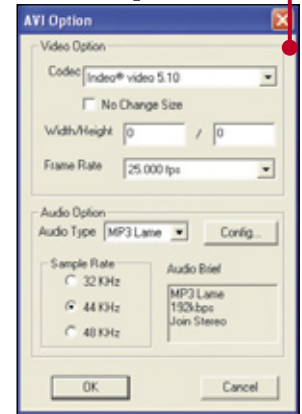 AVI Option
Video Option
Codec Indeo® video 5.10
No Change Size
Width/Height 0 / 0
Frame Rate 25.000 fps
Audio Option
Audio Type MP3 Lame Config...
Sample Rate
32 KHz
44 KHz
48 KHz
Audio Brief
MP3 Lame
192kbps
Join Stereo
OK Cancel